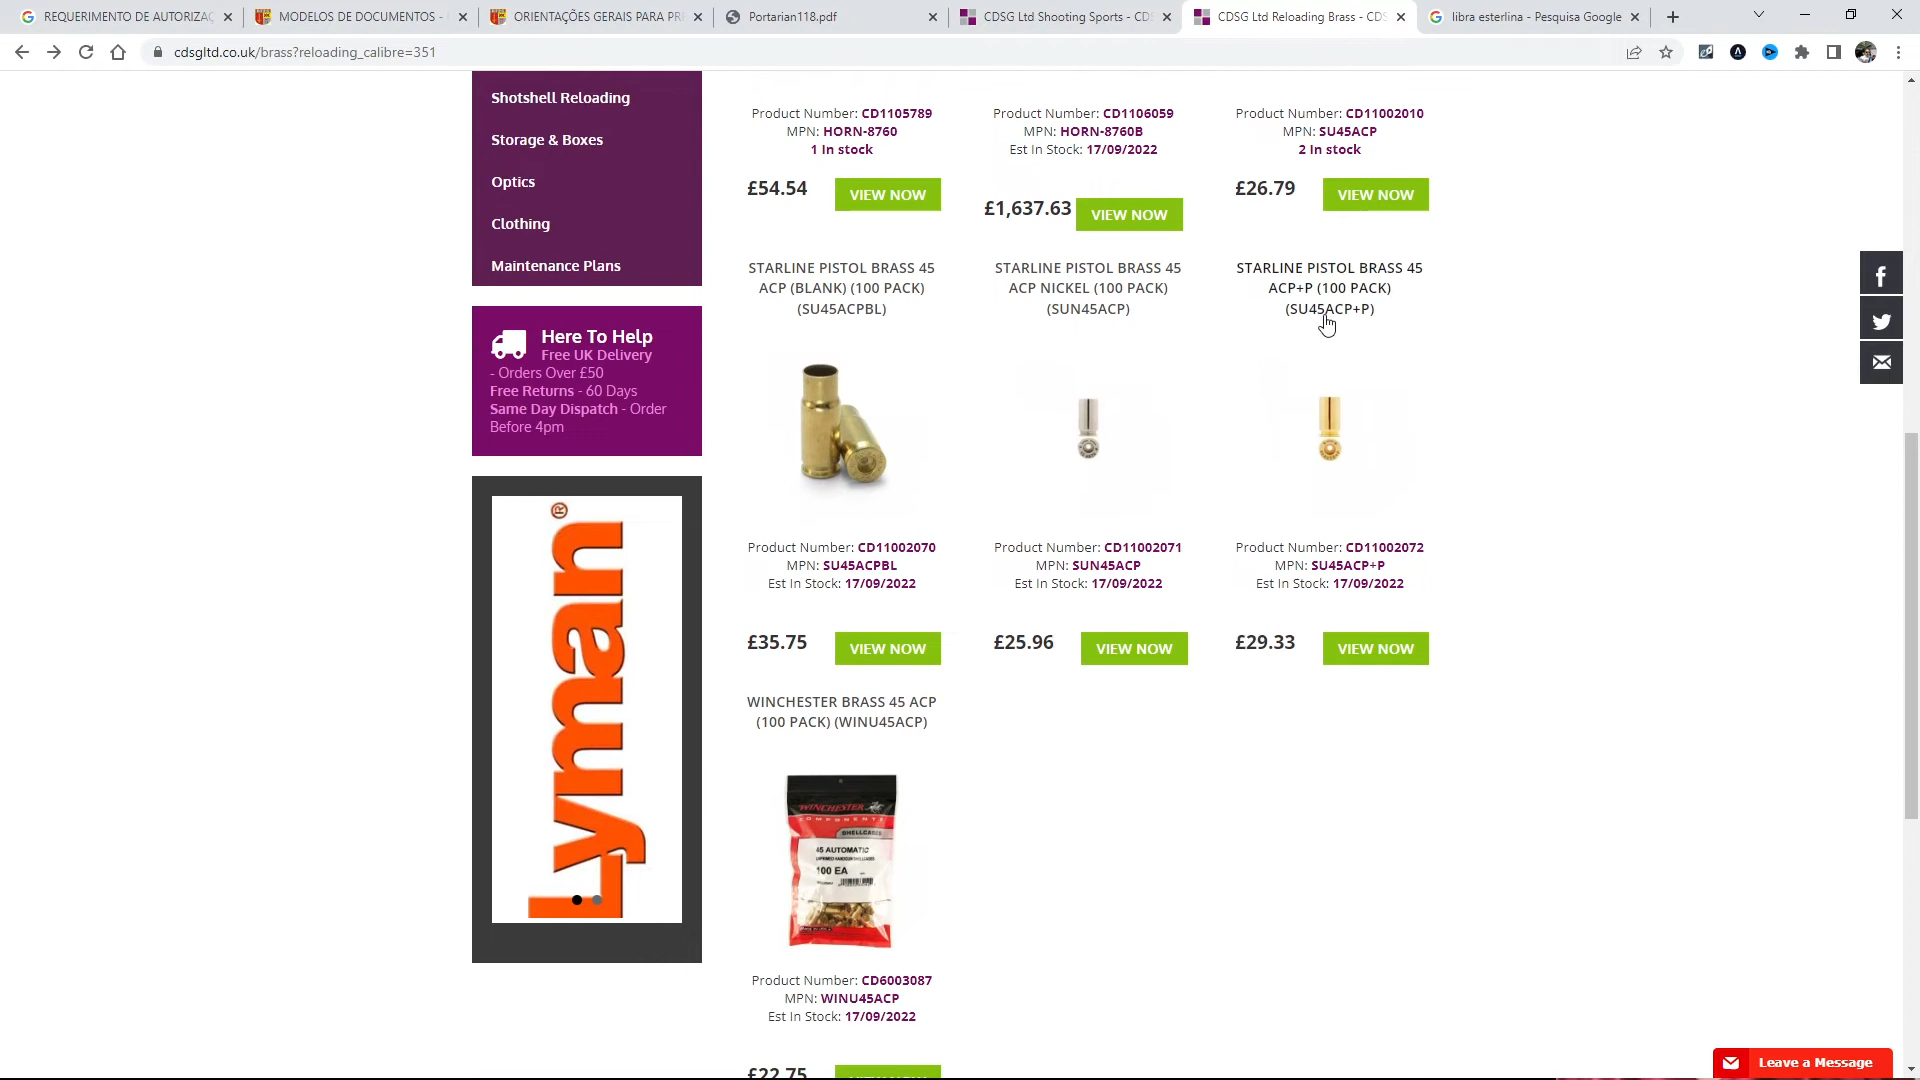 REQUERIMENTO DE AUTORIZAÇ
MODELOS DE DOCUMENTOS -
ORIENTAÇÕES GERAIS PARA PR
Portarian118.pdf
CDSG Ltd Shooting Sports - CDS
CDSG Ltd Reloading Brass - CDS
libra esterlina - Pesquisa Google
cdsgltd.co.uk/brass?reloading_calibre=351
Shotshell Reloading
Storage & Boxes
Optics
Clothing
Maintenance Plans
Here To Help
Free UK Delivery
- Orders Over £50
Free Returns - 60 Days
Same Day Dispatch - Order
Before 4pm
Lyman®
Product Number: CD1105789
MPN: HORN-8760
1 In stock
£54.54
VIEW NOW
Product Number: CD1106059
MPN: HORN-8760B
Est In Stock: 17/09/2022
£1,637.63
VIEW NOW
Product Number: CD11002010
MPN: SU45ACP
2 In stock
£26.79
VIEW NOW
STARLINE PISTOL BRASS 45
ACP (BLANK) (100 PACK)
(SU45ACPBL)
Product Number: CD11002070
MPN: SU45ACPBL
Est In Stock: 17/09/2022
£35.75
VIEW NOW
STARLINE PISTOL BRASS 45
ACP NICKEL (100 PACK)
(SUN45ACP)
Product Number: CD11002071
MPN: SUN45ACP
Est In Stock: 17/09/2022
£25.96
VIEW NOW
STARLINE PISTOL BRASS 45
ACP+P (100 PACK)
(SU45ACP+P)
Product Number: CD11002072
MPN: SU45ACP+P
Est In Stock: 17/09/2022
£29.33
VIEW NOW
WINCHESTER BRASS 45 ACP
(100 PACK) (WINU45ACP)
WINCHESTER
COMPONENTS
SHELLCASES
45 AUTOMATIC
UNPRIMED HANDGUN SHELLCASES
100 EA
Product Number: CD6003087
MPN: WINU45ACP
Est In Stock: 17/09/2022
£22.75
Leave a Message